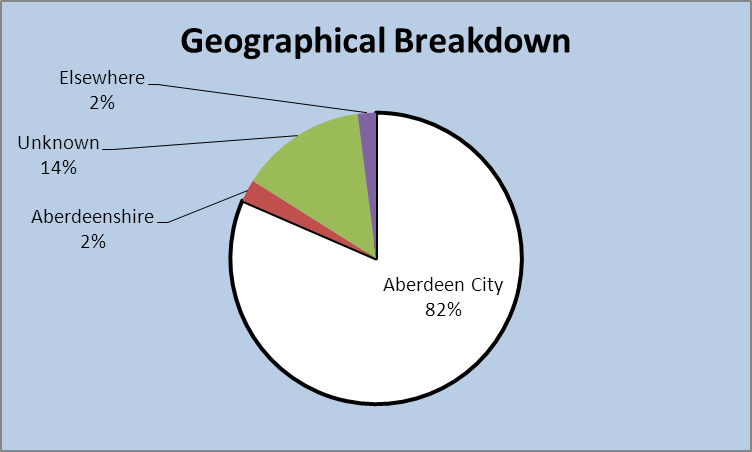 Geographical Breakdown
Elsewhere
2%
Unknown
14%
Aberdeenshire
2%
Aberdeen City
82%